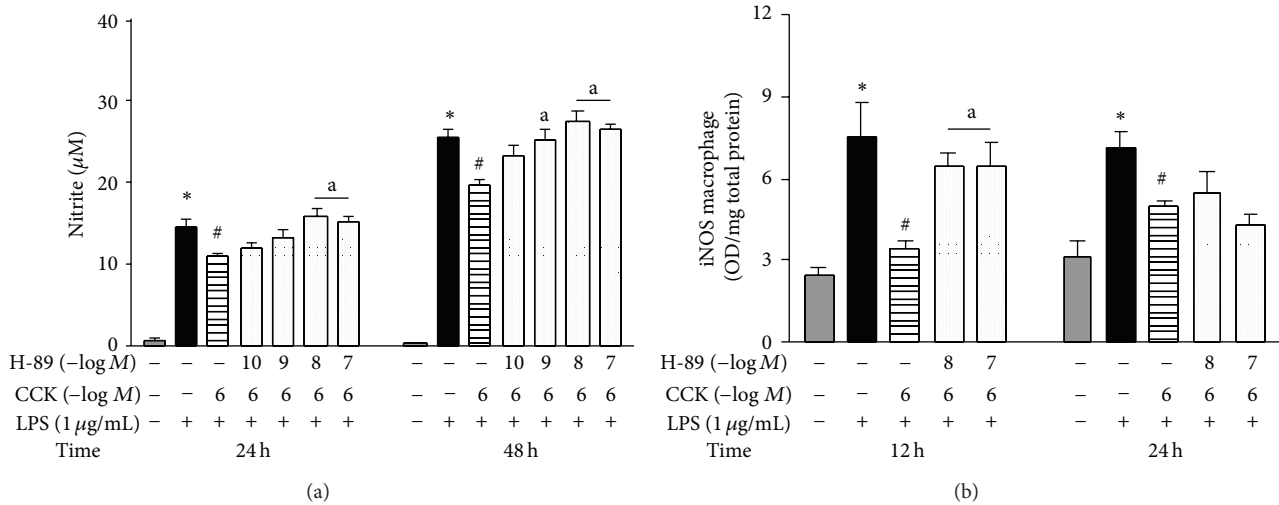 40
30
20
10
0
Nitrite (μM)
*
#
a
*
#
a
a
H-89 (−log M) − − − 10 9 8 7 − − − 10 9 8 7
CCK (−log M) − − 6 6 6 6 6 − − 6 6 6 6 6
LPS (1 μg/mL) − + + + + + + − + + + + + +
Time 24 h 48 h
(a)
12
9
6
3
0
iNOS macrophage
(OD/mg total protein)
*
#
a
*
#
H-89 (−log M) − − − 8 7 − − − 8 7
CCK (−log M) − − 6 6 6 − − 6 6 6
LPS (1 μg/mL) − + + + + − + + + +
Time 12 h 24 h
(b)